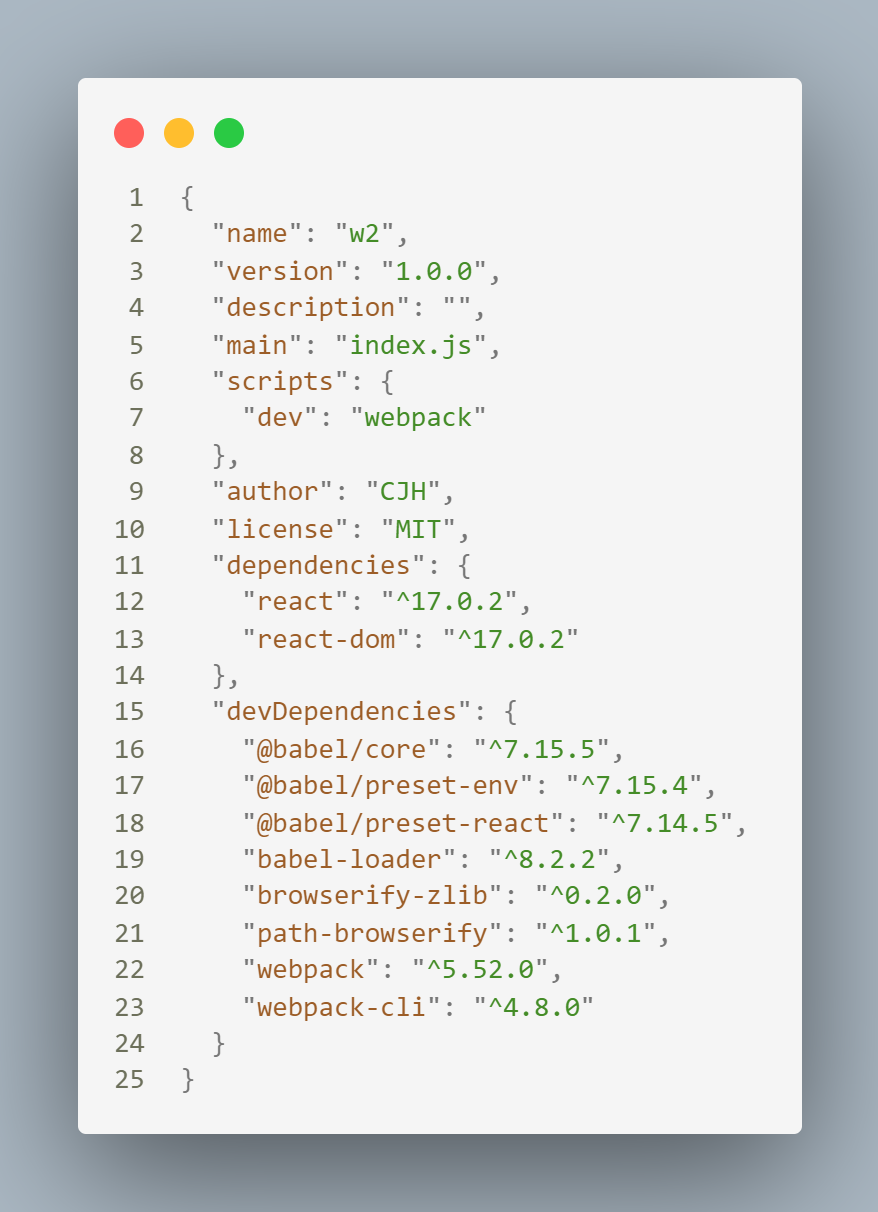 1 {
2   "name": "w2",
3   "version": "1.0.0",
4   "description": "",
5   "main": "index.js",
6   "scripts": {
7     "dev": "webpack"
8   },
9   "author": "CJH",
10   "license": "MIT",
11   "dependencies": {
12     "react": "^17.0.2",
13     "react-dom": "^17.0.2"
14   },
15   "devDependencies": {
16     "@babel/core": "^7.15.5",
17     "@babel/preset-env": "^7.15.4",
18     "@babel/preset-react": "^7.14.5",
19     "babel-loader": "^8.2.2",
20     "browserify-zlib": "^0.2.0",
21     "path-browserify": "^1.0.1",
22     "webpack": "^5.52.0",
23     "webpack-cli": "^4.8.0"
24   }
25 }